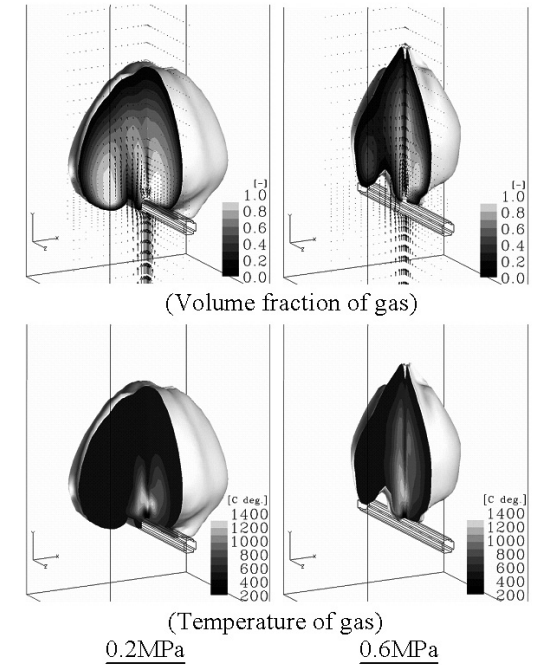 [-]
1.0
0.8
0.6
0.4
0.2
0.0
Y
X
Z
[-]
1.0
0.8
0.6
0.4
0.2
0.0
Y
X
Z
(Volume fraction of gas)
[C deg.]
1400
1200
1000
800
600
400
200
Y
X
Z
[C deg.]
1400
1200
1000
800
600
400
200
Y
X
Z
(Temperature of gas)
0.2MPa
0.6MPa